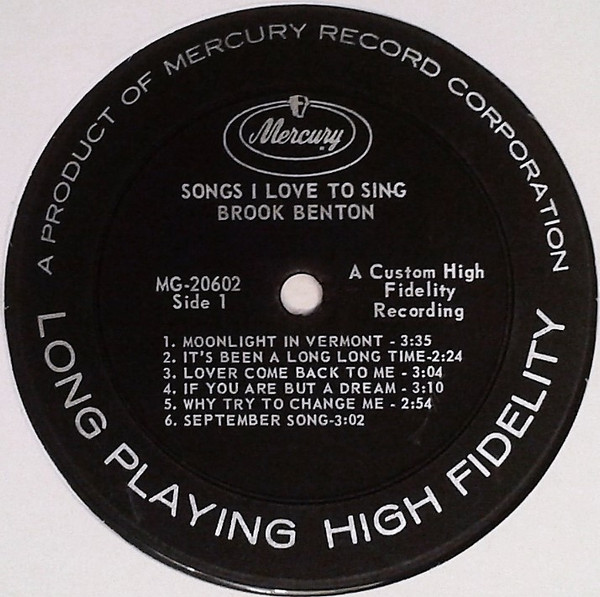 A PRODUCT OF MERCURY RECORD CORPORATION
Mercury
SONGS I LOVE TO SING
BROOK BENTON
MG-20602
Side 1
A Custom High
Fidelity
Recording
1. MOONLIGHT IN VERMONT - 3:35
2. IT'S BEEN A LONG LONG TIME-2:24
3. LOVER COME BACK TO ME - 3:04
4. IF YOU ARE BUT A DREAM - 3:10
5. WHY TRY TO CHANGE ME - 2:54
6. SEPTEMBER SONG-3:02
LONG PLAYING HIGH FIDELITY